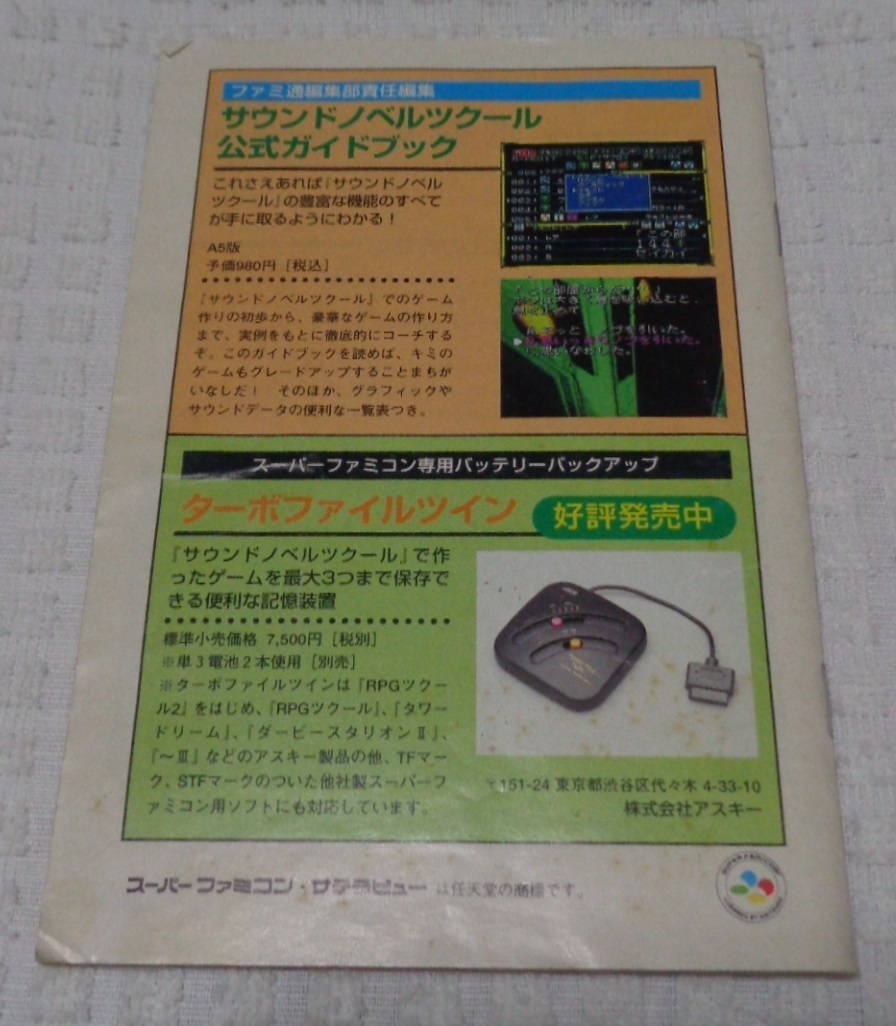 ファミ通編集部責任編集
サウンドノベルツクール
公式ガイドブック
これさえあれば『サウンドノベル
ツクール』の豊富な機能のすべて
が手に取るようにわかる！
A5版
予価980円［税込］
『サウンドノベルツクール』でのゲーム
作りの初歩から、豪華なゲームの作り方
まで、実例をもとに徹底的にコーチする
ぞ。このガイドブックを読めば、キミの
ゲームもグレードアップすることまちが
いなしだ！　そのほか、グラフィックや
サウンドデータの便利な一覧表つき。
スーパーファミコン専用バッテリーバックアップ
ターボファイルツイン
好評発売中
『サウンドノベルツクール』で作
ったゲームを最大3つまで保存で
きる便利な記憶装置
標準小売価格 7,500円［税別］
※単3電池2本使用［別売］
※ターボファイルツインは『RPGツクー
ル2』をはじめ、『RPGツクール』、『タワー
ドリーム』、『ダービースタリオンⅡ』、
『～Ⅲ』などのアスキー製品の他、TFマー
ク、STFマークのついた他社製スーパーフ
ァミコン用ソフトにも対応しています。
〒151-24 東京都渋谷区代々木 4-33-10
株式会社アスキー
スーパーファミコン・サテラビュー は任天堂の商標です。